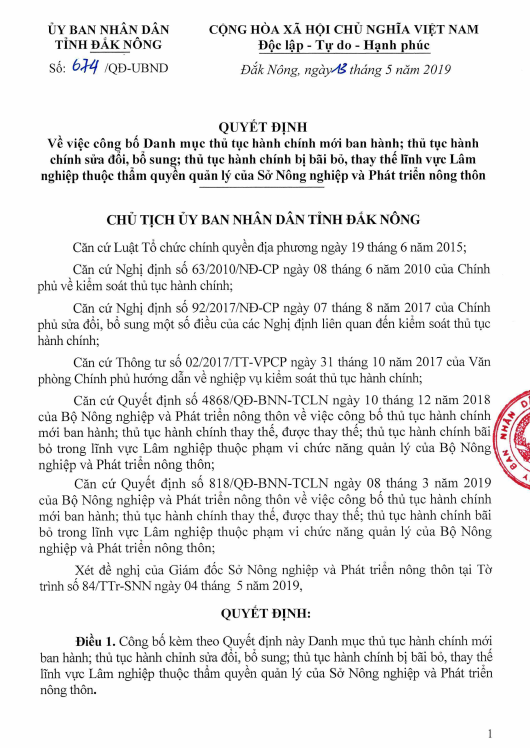 ỦY BAN NHÂN DÂN
TỈNH ĐẮK NÔNG
Số: 674 /QĐ-UBND
CỘNG HÒA XÃ HỘI CHỦ NGHĨA VIỆT NAM
Độc lập - Tự do - Hạnh phúc
Đắk Nông, ngày 13 tháng 5 năm 2019
QUYẾT ĐỊNH
Về việc công bố Danh mục thủ tục hành chính mới ban hành; thủ tục hành
chính sửa đổi, bổ sung; thủ tục hành chính bị bãi bỏ, thay thế lĩnh vực Lâm
nghiệp thuộc thẩm quyền quản lý của Sở Nông nghiệp và Phát triển nông thôn
CHỦ TỊCH ỦY BAN NHÂN DÂN TỈNH ĐẮK NÔNG
Căn cứ Luật Tổ chức chính quyền địa phương ngày 19 tháng 6 năm 2015;
Căn cứ Nghị định số 63/2010/NĐ-CP ngày 08 tháng 6 năm 2010 của Chính
phủ về kiểm soát thủ tục hành chính;
Căn cứ Nghị định số 92/2017/NĐ-CP ngày 07 tháng 8 năm 2017 của Chính
phủ sửa đổi, bổ sung một số điều của các Nghị định liên quan đến kiểm soát thủ tục
hành chính;
Căn cứ Thông tư số 02/2017/TT-VPCP ngày 31 tháng 10 năm 2017 của Văn
phòng Chính phủ hướng dẫn về nghiệp vụ kiểm soát thủ tục hành chính;
Căn cứ Quyết định số 4868/QĐ-BNN-TCLN ngày 10 tháng 12 năm 2018
của Bộ Nông nghiệp và Phát triển nông thôn về việc công bố thủ tục hành chính
mới ban hành; thủ tục hành chính thay thế, được thay thế; thủ tục hành chính bãi
bỏ trong lĩnh vực Lâm nghiệp thuộc phạm vi chức năng quản lý của Bộ Nông
nghiệp và Phát triển nông thôn;
Căn cứ Quyết định số 818/QĐ-BNN-TCLN ngày 08 tháng 3 năm 2019
của Bộ Nông nghiệp và Phát triển nông thôn về việc công bố thủ tục hành chính
mới ban hành; thủ tục hành chính thay thế, được thay thế; thủ tục hành chính bãi
bỏ trong lĩnh vực Lâm nghiệp thuộc phạm vi chức năng quản lý của Bộ Nông
nghiệp và Phát triển nông thôn;
Xét đề nghị của Giám đốc Sở Nông nghiệp và Phát triển nông thôn tại Tờ
trình số 84/TTr-SNN ngày 04 tháng 5 năm 2019,
QUYẾT ĐỊNH:
Điều 1. Công bố kèm theo Quyết định này Danh mục thủ tục hành chính mới
ban hành; thủ tục hành chính sửa đổi, bổ sung; thủ tục hành chính bị bãi bỏ, thay thế
lĩnh vực Lâm nghiệp thuộc thẩm quyền quản lý của Sở Nông nghiệp và Phát triển
nông thôn.
1